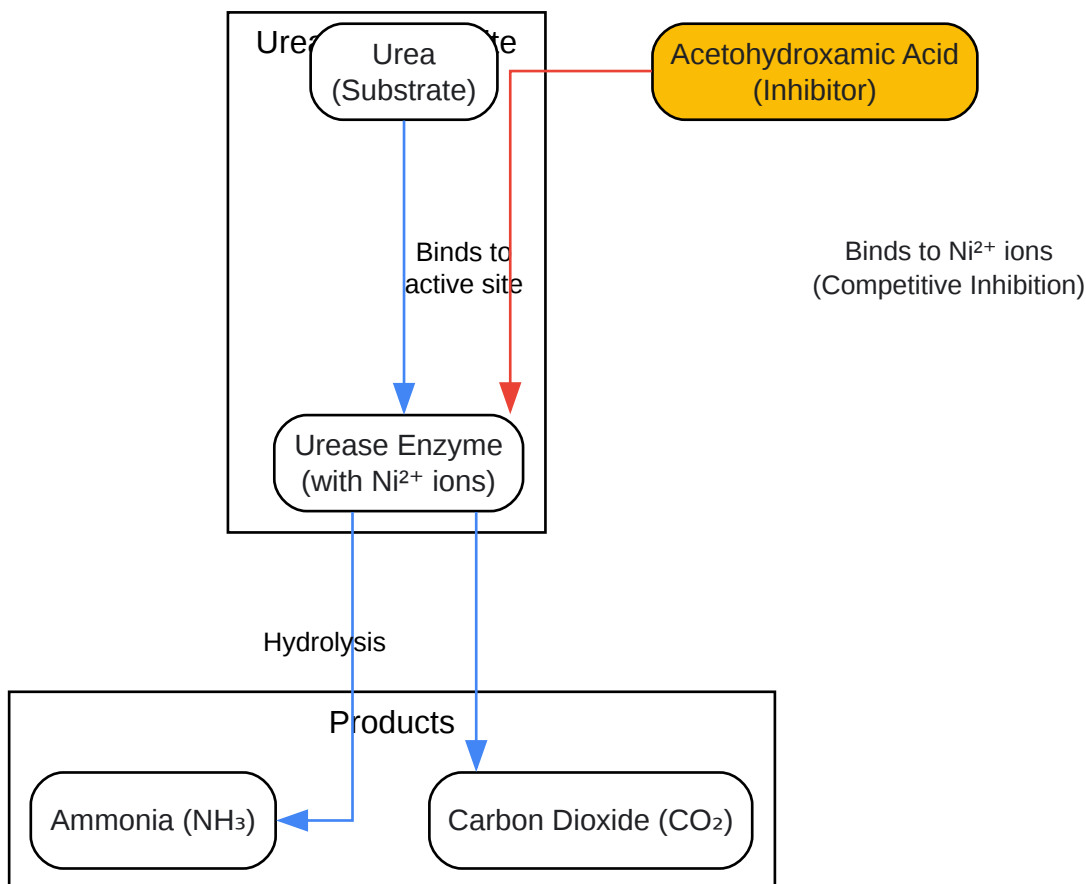 Urea
(Substrate)
Acetohydroxamic Acid
(Inhibitor)
Binds to
active site
Binds to Ni²⁺ ions
(Competitive Inhibition)
Urease Enzyme
(with Ni²⁺ ions)
Hydrolysis
Products
Ammonia (NH₃)
Carbon Dioxide (CO₂)